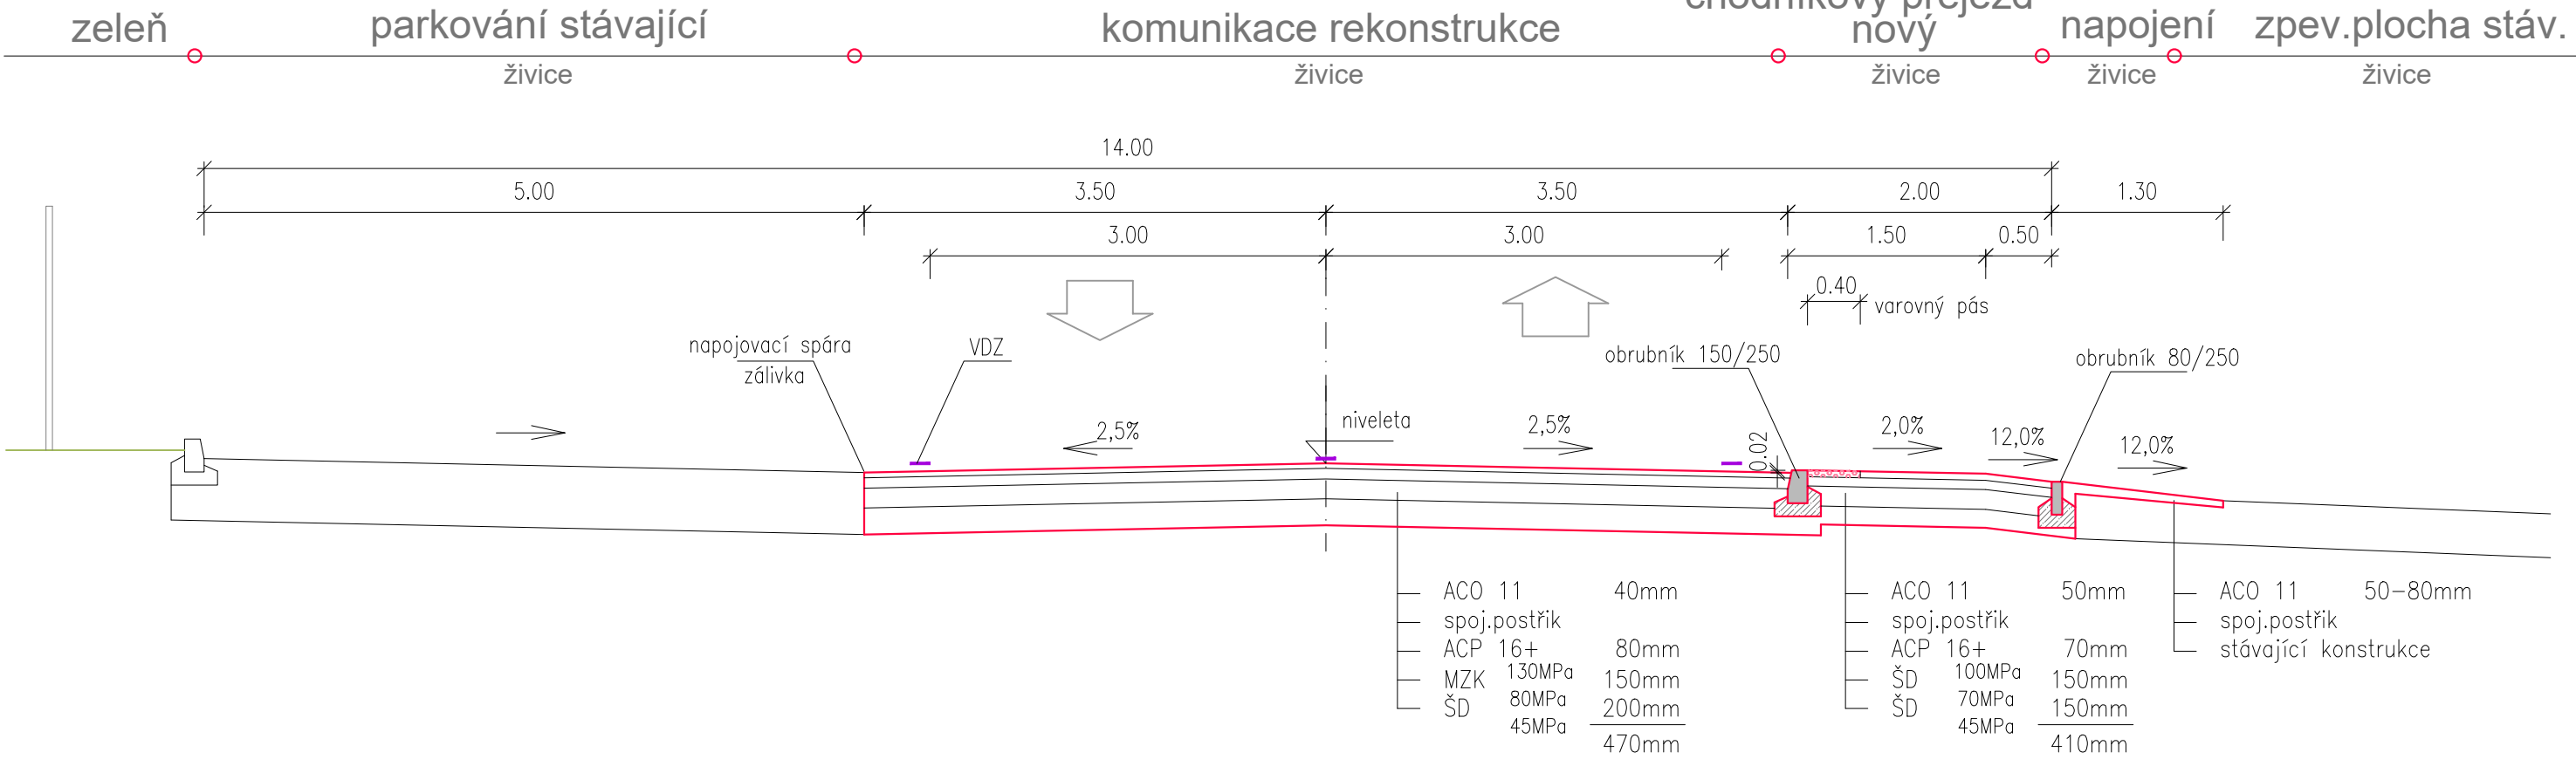 zeleň
parkování stávající
komunikace rekonstrukce
chodníkový přejezd
nový
napojení
zpev.plocha stáv.
živice
živice
živice
živice
živice
14.00
5.00
3.50
3.50
2.00
1.30
3.00
3.00
1.50
0.50
0.40
varovný pás
napojovací spára
zálivka
VDZ
obrubník 150/250
obrubník 80/250
niveleta
2,5%
2,5%
0.02
2,0%
12,0%
12,0%
ACO 11 40mm
spoj.postřik
ACP 16+ 80mm
MZK 130MPa 150mm
ŠD 80MPa 200mm
45MPa
470mm
ACO 11 50mm
spoj.postřik
ACP 16+ 70mm
ŠD 100MPa 150mm
ŠD 70MPa 150mm
45MPa
410mm
ACO 11 50-80mm
spoj.postřik
stávající konstrukce